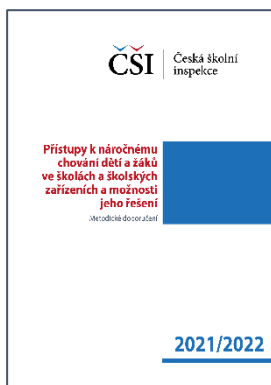 ČŠI
Česká školní
inspekce
Přístupy k náročnému
chování dětí a žáků
ve školách a školských
zařízeních a možnosti
jeho řešení
Metodické doporučení
2021/2022